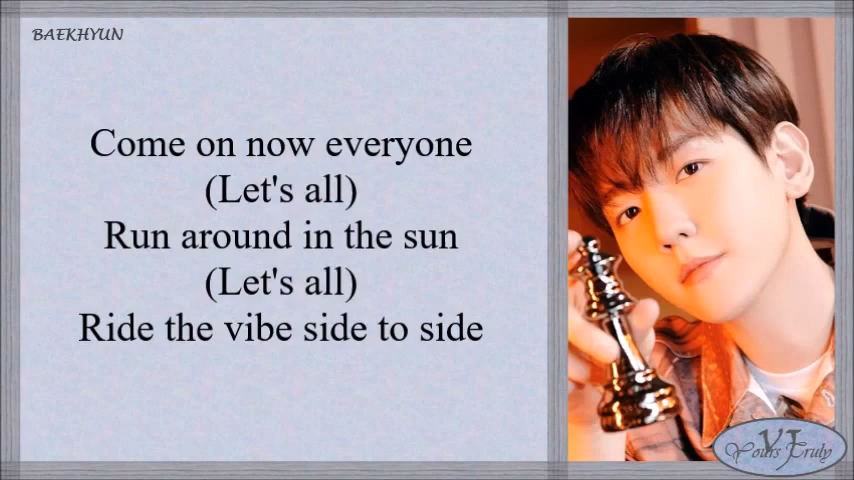 BAEKHYUN
Come on now everyone
(Let's all)
Run around in the sun
(Let's all)
Ride the vibe side to side
YJ
Yours Truly